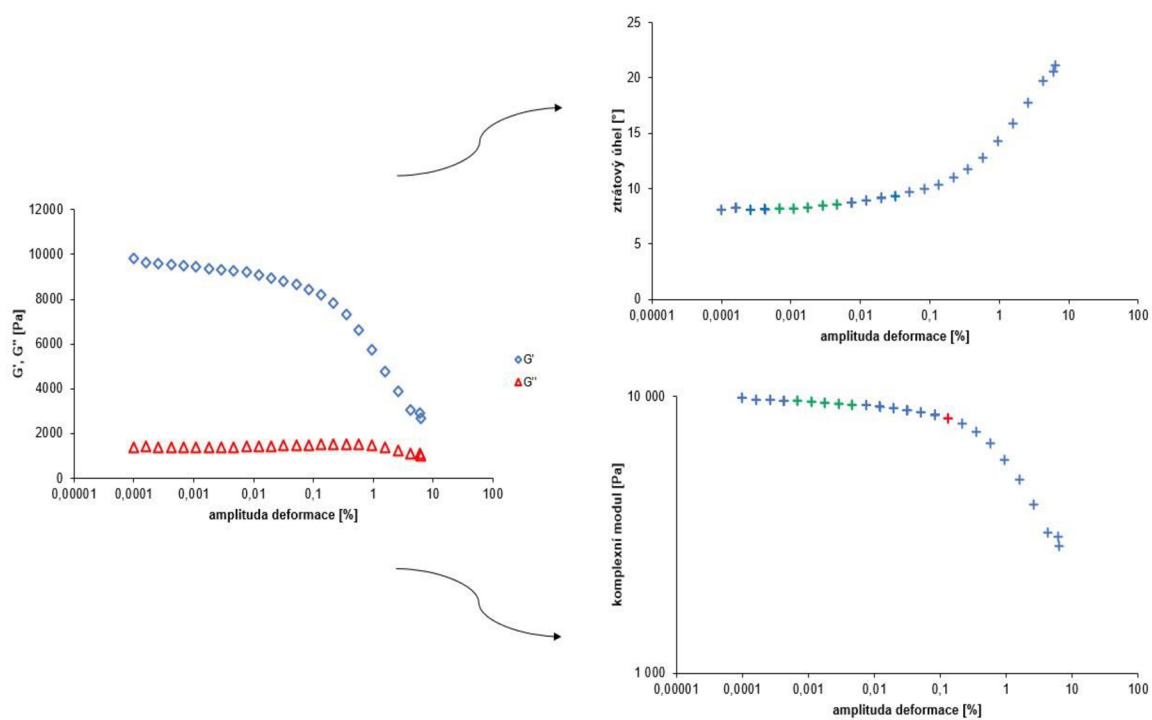 12000
10000
8000
6000
4000
2000
0
G', G'' [Pa]
0,00001 0,0001 0,001 0,01 0,1 1 10 100
amplituda deformace [%]
G'
G''
25
20
15
10
5
0
ztrátový úhel [°]
0,00001 0,0001 0,001 0,01 0,1 1 10 100
amplituda deformace [%]
10 000
1 000
komplexní modul [Pa]
0,00001 0,0001 0,001 0,01 0,1 1 10 100
amplituda deformace [%]